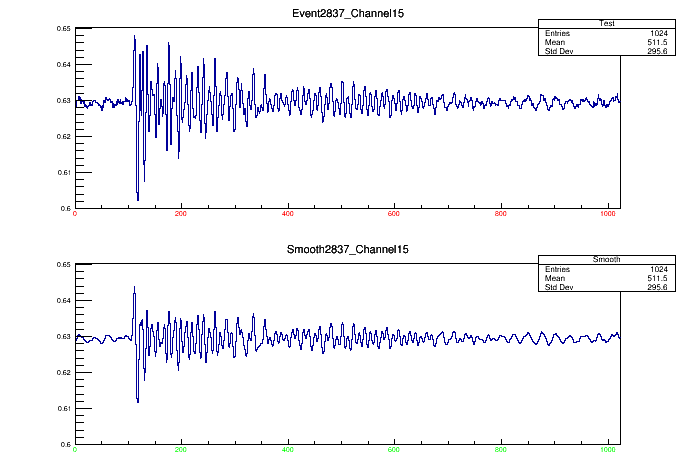 Event2837_Channel15
Test
Entries 1024
Mean 511.5
Std Dev 295.6
0.65
0.64
0.63
0.62
0.61
0.6
0 200 400 600 800 1000
Smooth2837_Channel15
Smooth
Entries 1024
Mean 511.5
Std Dev 295.6
0.65
0.64
0.63
0.62
0.61
0.6
0 200 400 600 800 1000